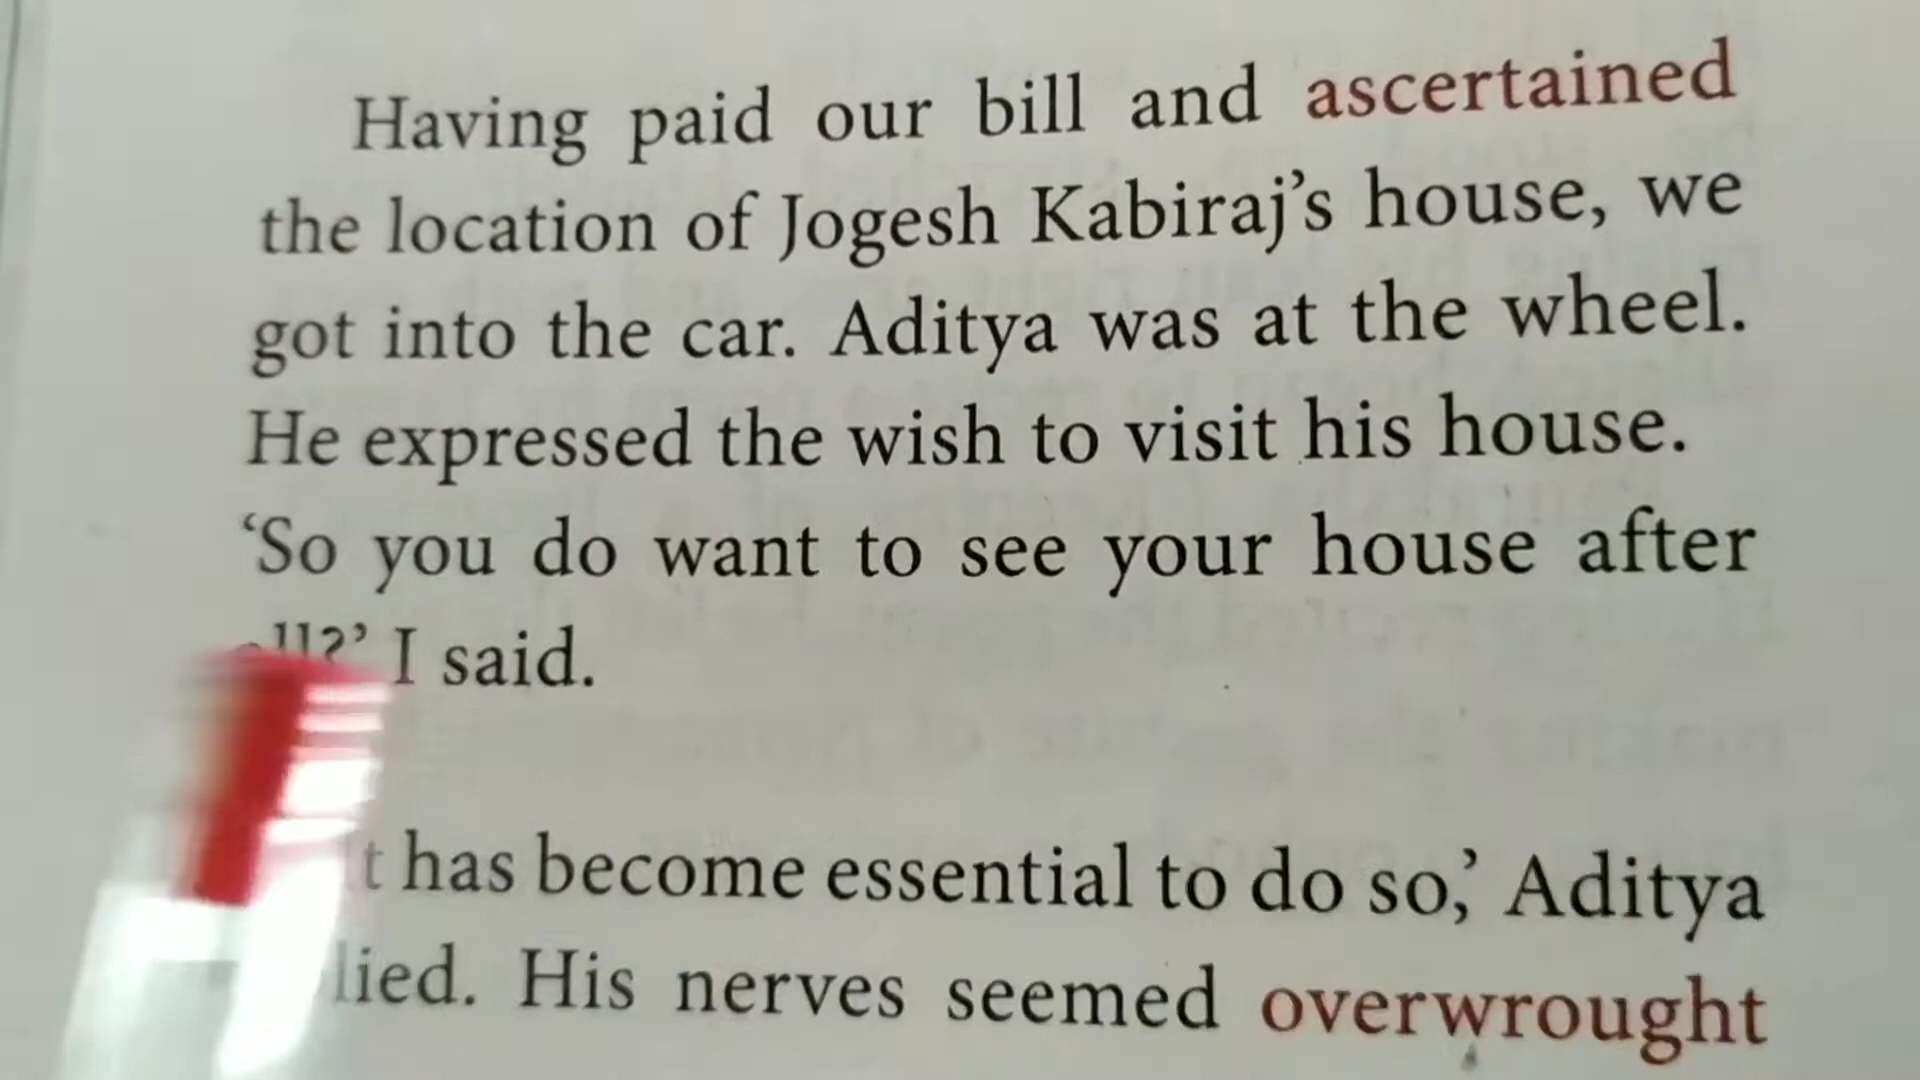 Having paid our bill and ascertained
the location of Jogesh Kabiraj’s house, we
got into the car. Aditya was at the wheel.
He expressed the wish to visit his house.
‘So you do want to see your house after
all?’ I said.
has become essential to do so,’ Aditya
His nerves seemed overwrought